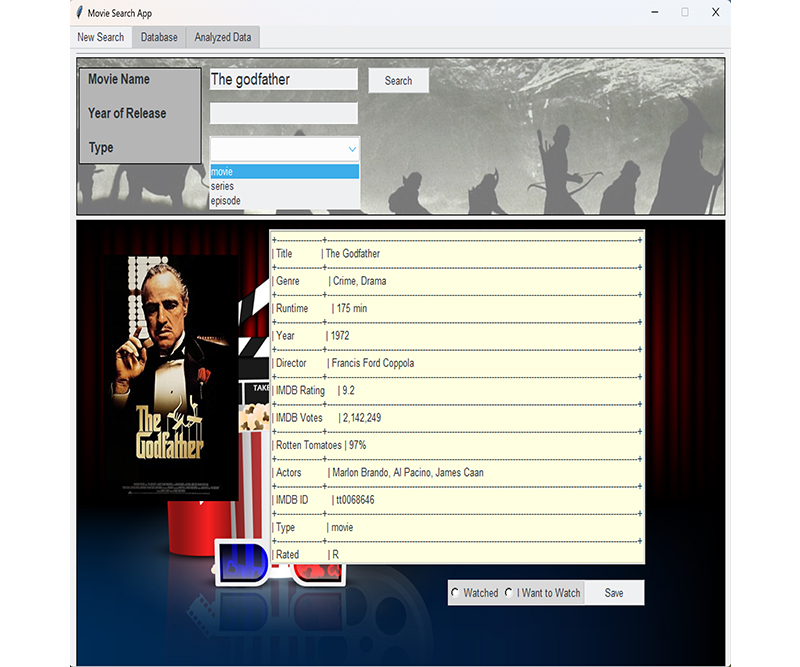 Movie Search App
New Search Database Analyzed Data
Movie Name The godfather Search
Year of Release
Type
movie
series
episode
+-----------------+-----------------+
| Title | The Godfather
| Genre | Crime, Drama
| Runtime | 175 min
| Year | 1972
| Director | Francis Ford Coppola
| IMDB Rating | 9.2
| IMDB Votes | 2,142,249
| Rotten Tomatoes | 97%
| Actors | Marlon Brando, Al Pacino, James Caan
| IMDB ID | tt0068646
| Type | movie
| Rated | R
The
Godfather
TAKE
Watched I Want to Watch Save